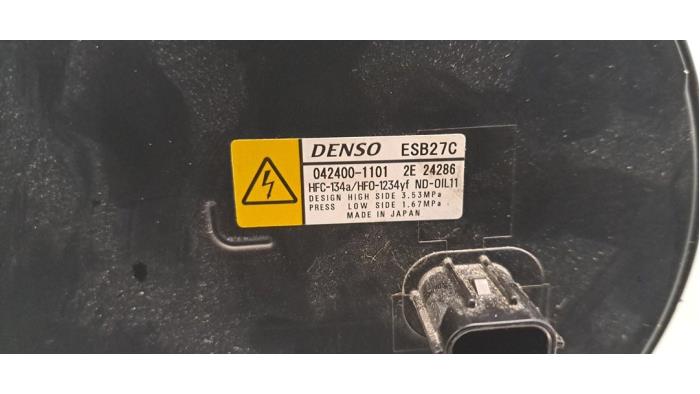 DENSO ESB27C
042400-1101 2E 24286
HFC-134a/HFO-1234yf ND-OIL11
DESIGN HIGH SIDE 3.53MPa
PRESS LOW SIDE 1.67MPa
MADE IN JAPAN